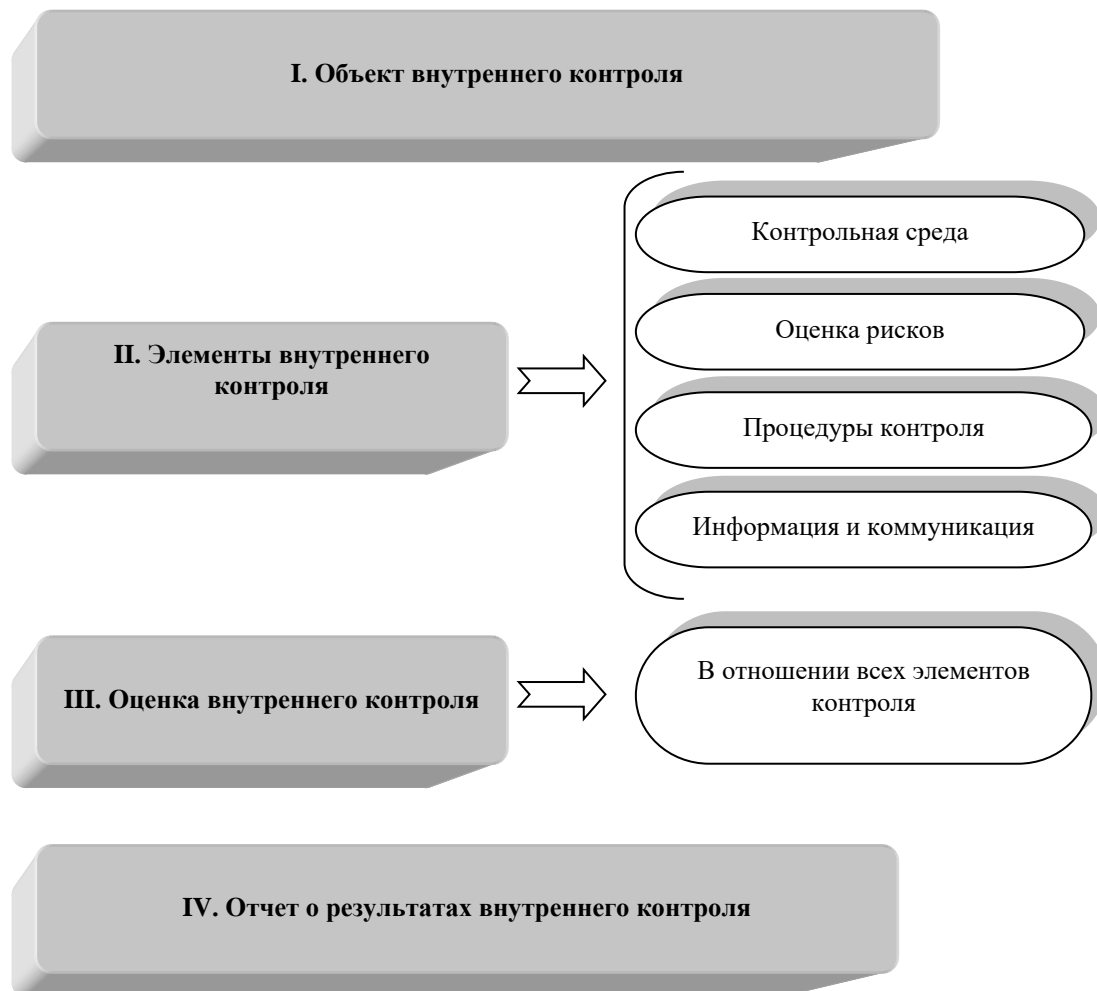 I. Объект внутреннего контроля
Контрольная среда
Оценка рисков
II. Элементы внутреннего
контроля
Процедуры контроля
Информация и коммуникация
III. Оценка внутреннего контроля
В отношении всех элементов
контроля
IV. Отчет о результатах внутреннего контроля